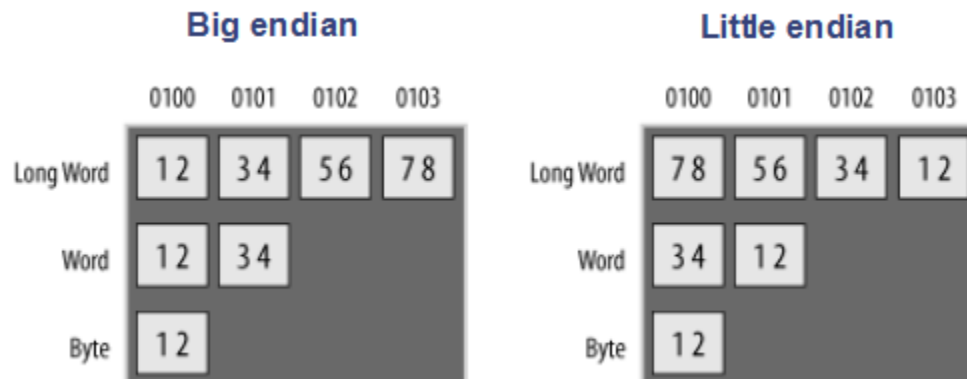 Big endian Little endian
0100 0101 0102 0103 0100 0101 0102 0103
Long Word 12 34 56 78 Long Word 78 56 34 12
Word 12 34 Word 34 12
Byte 12 Byte 12